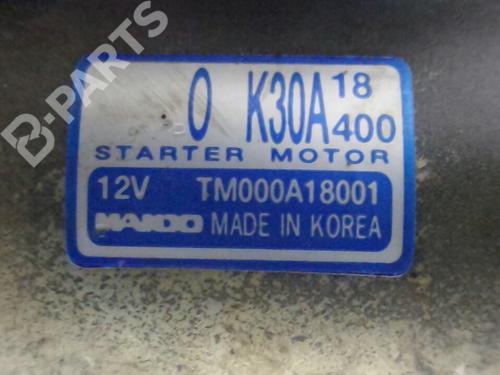 B-PARTS
0 K30A 18 400
STARTER MOTOR
12V TM000A18001
MANDO MADE IN KOREA